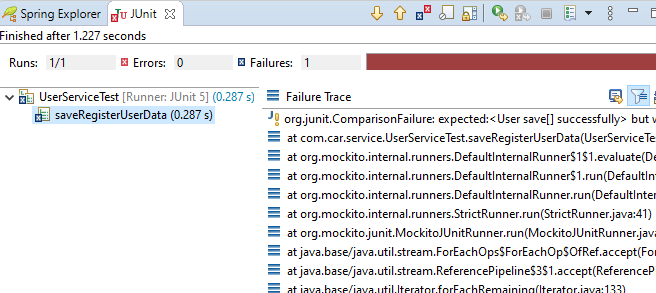 Spring Explorer JUnit
Finished after 1.227 seconds
Runs: 1/1 Errors: 0 Failures: 1
UserServiceTest [Runner: JUnit 5] (0.287 s)
saveRegisterUserData (0.287 s)
Failure Trace
org.junit.ComparisonFailure: expected:<User save[] successfully> but w
at com.car.service.UserServiceTest.saveRegisterUserData(UserServiceTes
at org.mockito.internal.runners.DefaultInternalRunner$1$1.evaluate(De
at org.mockito.internal.runners.DefaultInternalRunner$1.run(DefaultInt
at org.mockito.internal.runners.DefaultInternalRunner.run(DefaultIntern
at org.mockito.internal.runners.StrictRunner.run(StrictRunner.java:41)
at org.mockito.junit.MockitoJUnitRunner.run(MockitoJUnitRunner.java
at java.base/java.util.stream.ForEachOps$ForEachOp$OfRef.accept(For
at java.base/java.util.stream.ReferencePipeline$3$1.accept(ReferenceP
at java.base/java.util.Iterator.forEachRemaining(Iterator.java:133)